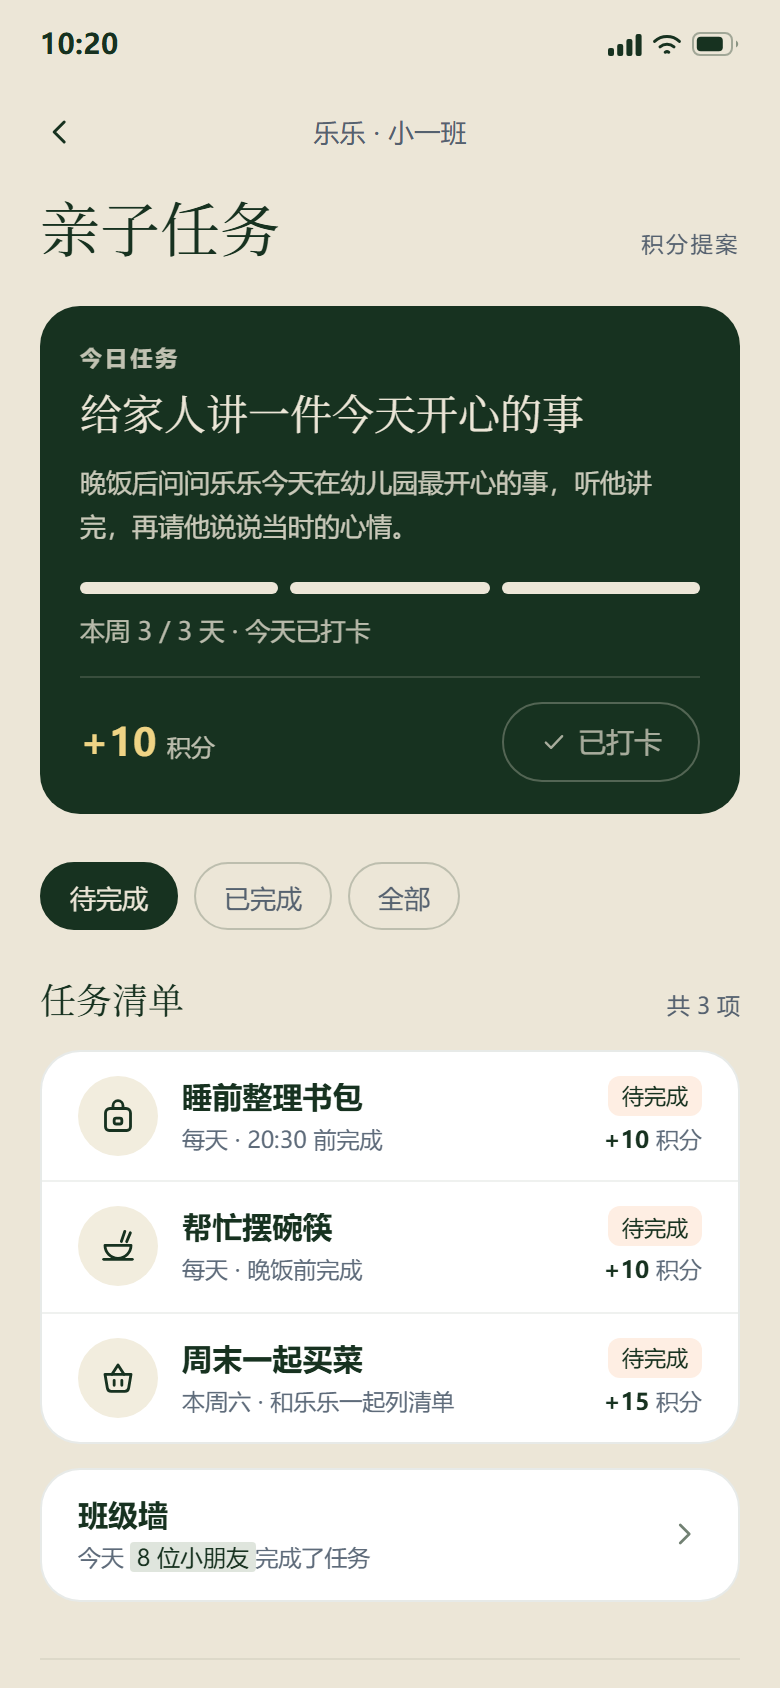 10:20
乐乐 · 小一班
亲子任务
积分提案
今日任务
给家人讲一件今天开心的事
晚饭后问问乐乐今天在幼儿园最开心的事，听他讲
完，再请他说说当时的心情。
本周 3 / 3 天 · 今天已打卡
+10 积分
已打卡
待完成
已完成
全部
任务清单
共 3 项
睡前整理书包
待完成
每天 · 20:30 前完成
+10 积分
帮忙摆碗筷
待完成
每天 · 晚饭前完成
+10 积分
周末一起买菜
待完成
本周六 · 和乐乐一起列清单
+15 积分
班级墙
今天 8 位小朋友完成了任务